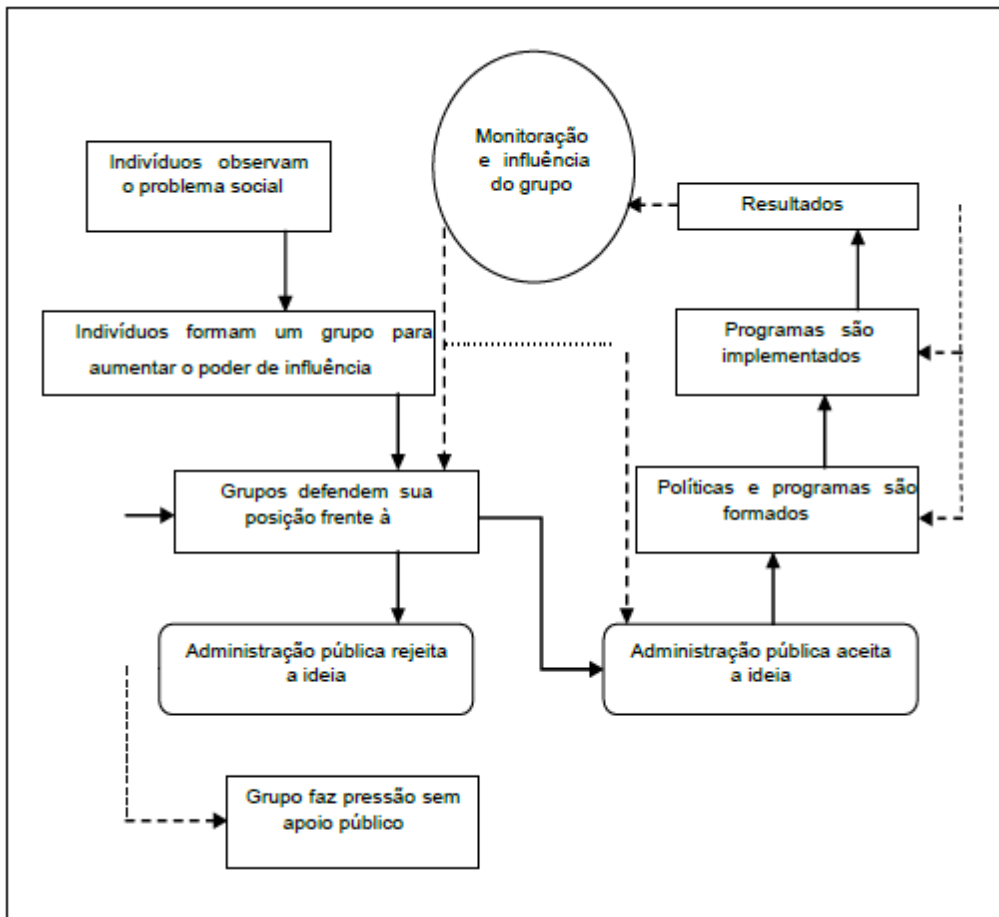 Indivíduos observam
o problema social
Indivíduos formam um grupo para
aumentar o poder de influência
Grupos defendem sua
posição frente à
Administração pública rejeita
a ideia
Grupo faz pressão sem
apoio público
Monitoração
e influência
do grupo
Resultados
Programas são
implementados
Políticas e programas são
formados
Administração pública aceita
a ideia